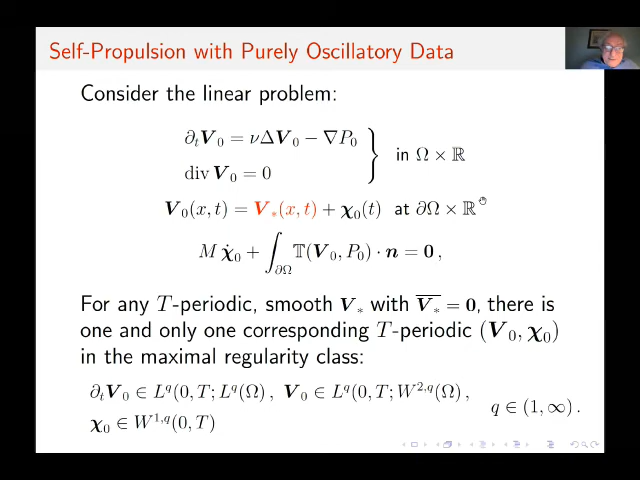 Self-Propulsion with Purely Oscillatory Data
Consider the linear problem:
∂ₜV₀ = νΔV₀ − ∇P₀
div V₀ = 0
in Ω × ℝ
V₀(x, t) = V∗(x, t) + χ₀(t) at ∂Ω × ℝ
M χ̇₀ + ∫_∂Ω 𝕋(V₀, P₀) · n = 0 ,
For any T-periodic, smooth V∗ with V̅∗ = 0, there is
one and only one corresponding T-periodic (V₀, χ₀)
in the maximal regularity class:
∂ₜV₀ ∈ L^q(0, T; L^q(Ω)) , V₀ ∈ L^q(0, T; W^{2,q}(Ω) ,
χ₀ ∈ W^{1,q}(0, T)
q ∈ (1, ∞) .